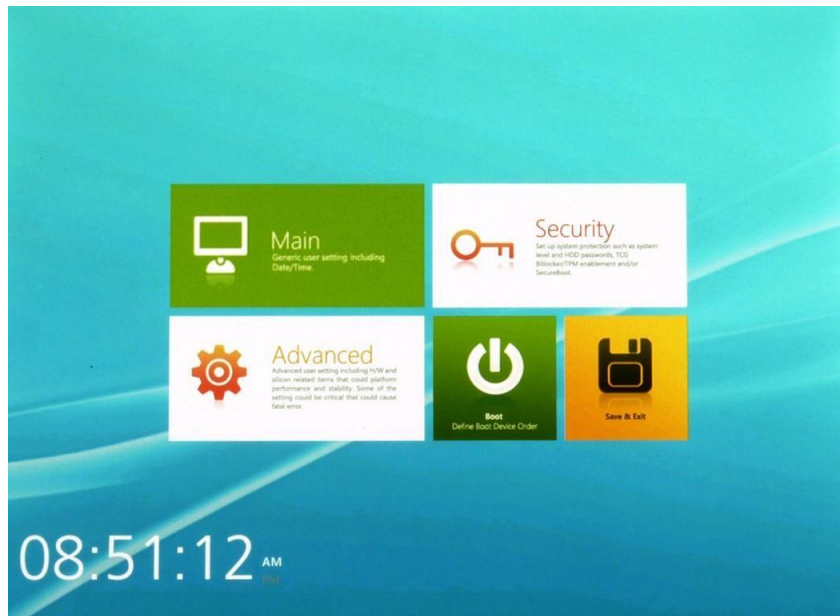 Main
Generic user setting including
Date/Time.
Security
Set up system protection such as system
level and HDD passwords, TCG
Bitlocker/TPM enablement and/or
SecureBoot.
Advanced
Advanced user setting including H/W and
silicon related items that could platform
performance and stability. Some of the
setting could be critical that could cause
fatal error.
Boot
Define Boot Device Order
Save & Exit
08:51:12 AM
PM